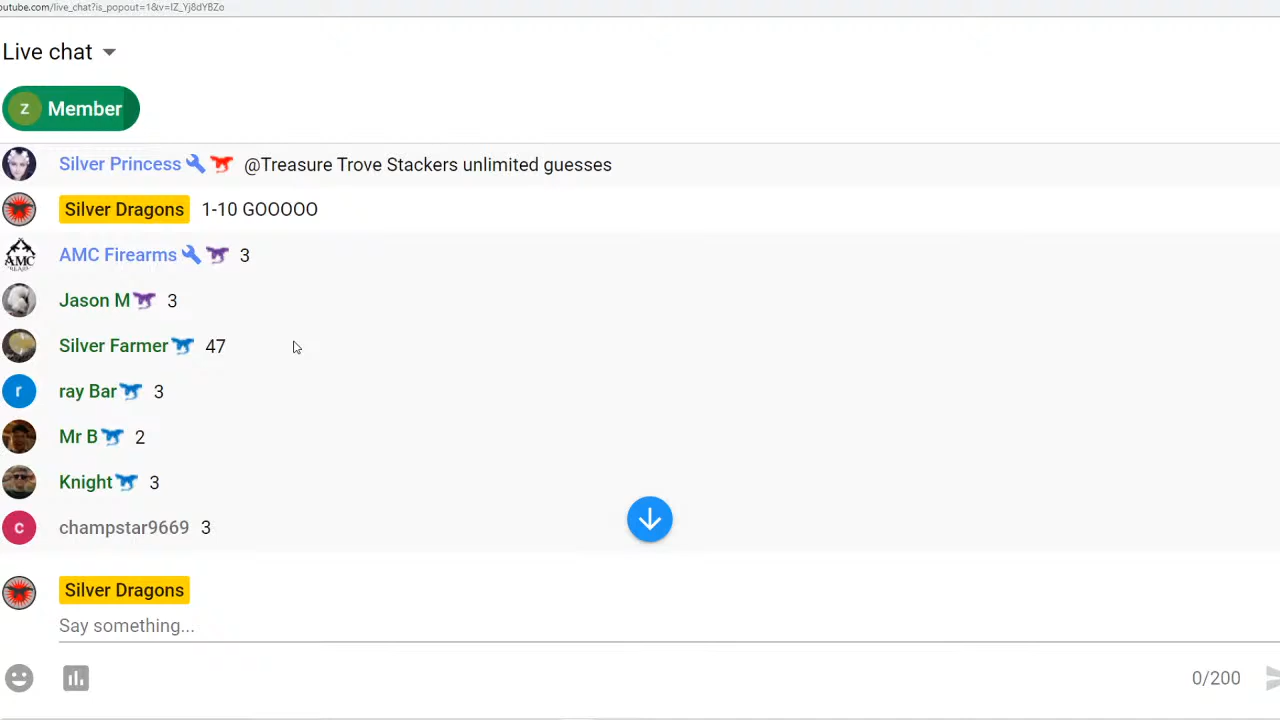 outube.com/live_chat?is_popout=1&v=IZ_Yj8dYBZo
Live chat
Z Member
Silver Princess @Treasure Trove Stackers unlimited guesses
Silver Dragons 1-10 GOOOOO
AMC AMC Firearms 3
Jason M 3
Silver Farmer 47
r ray Bar 3
Mr B 2
Knight 3
c champstar9669 3
Silver Dragons
Say something...
0/200